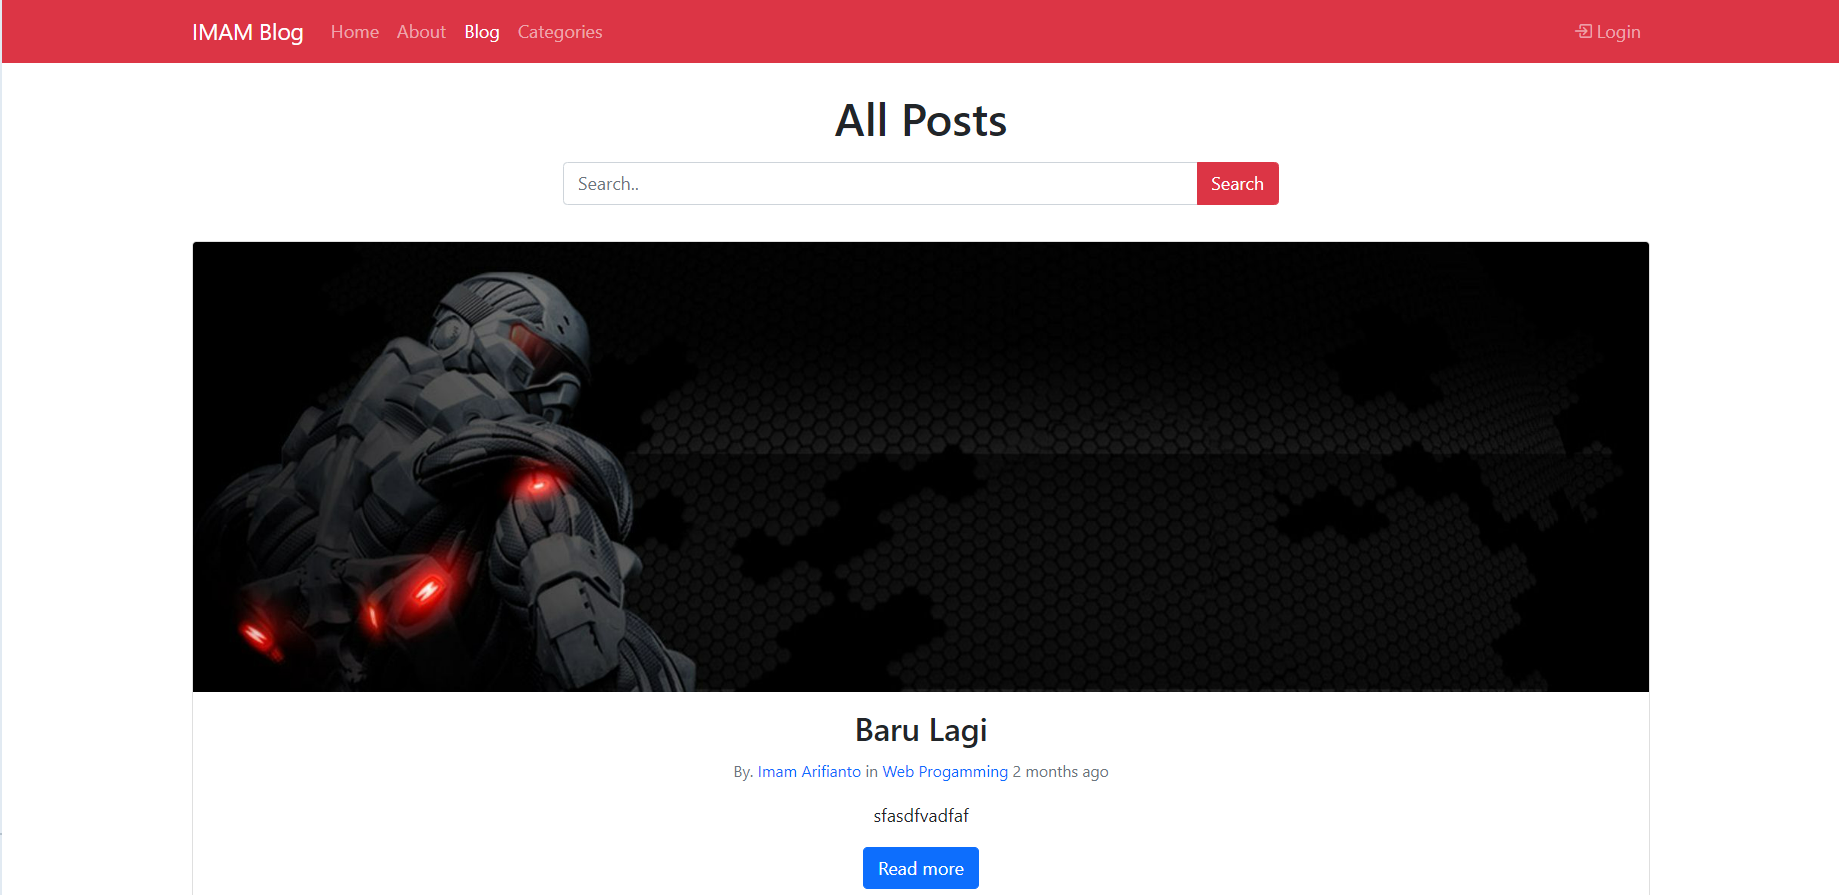 IMAM Blog Home About Blog Categories Login
All Posts
Search.. Search
Baru Lagi
By. Imam Arifianto in Web Progamming 2 months ago
sfasdfvadfaf
Read more